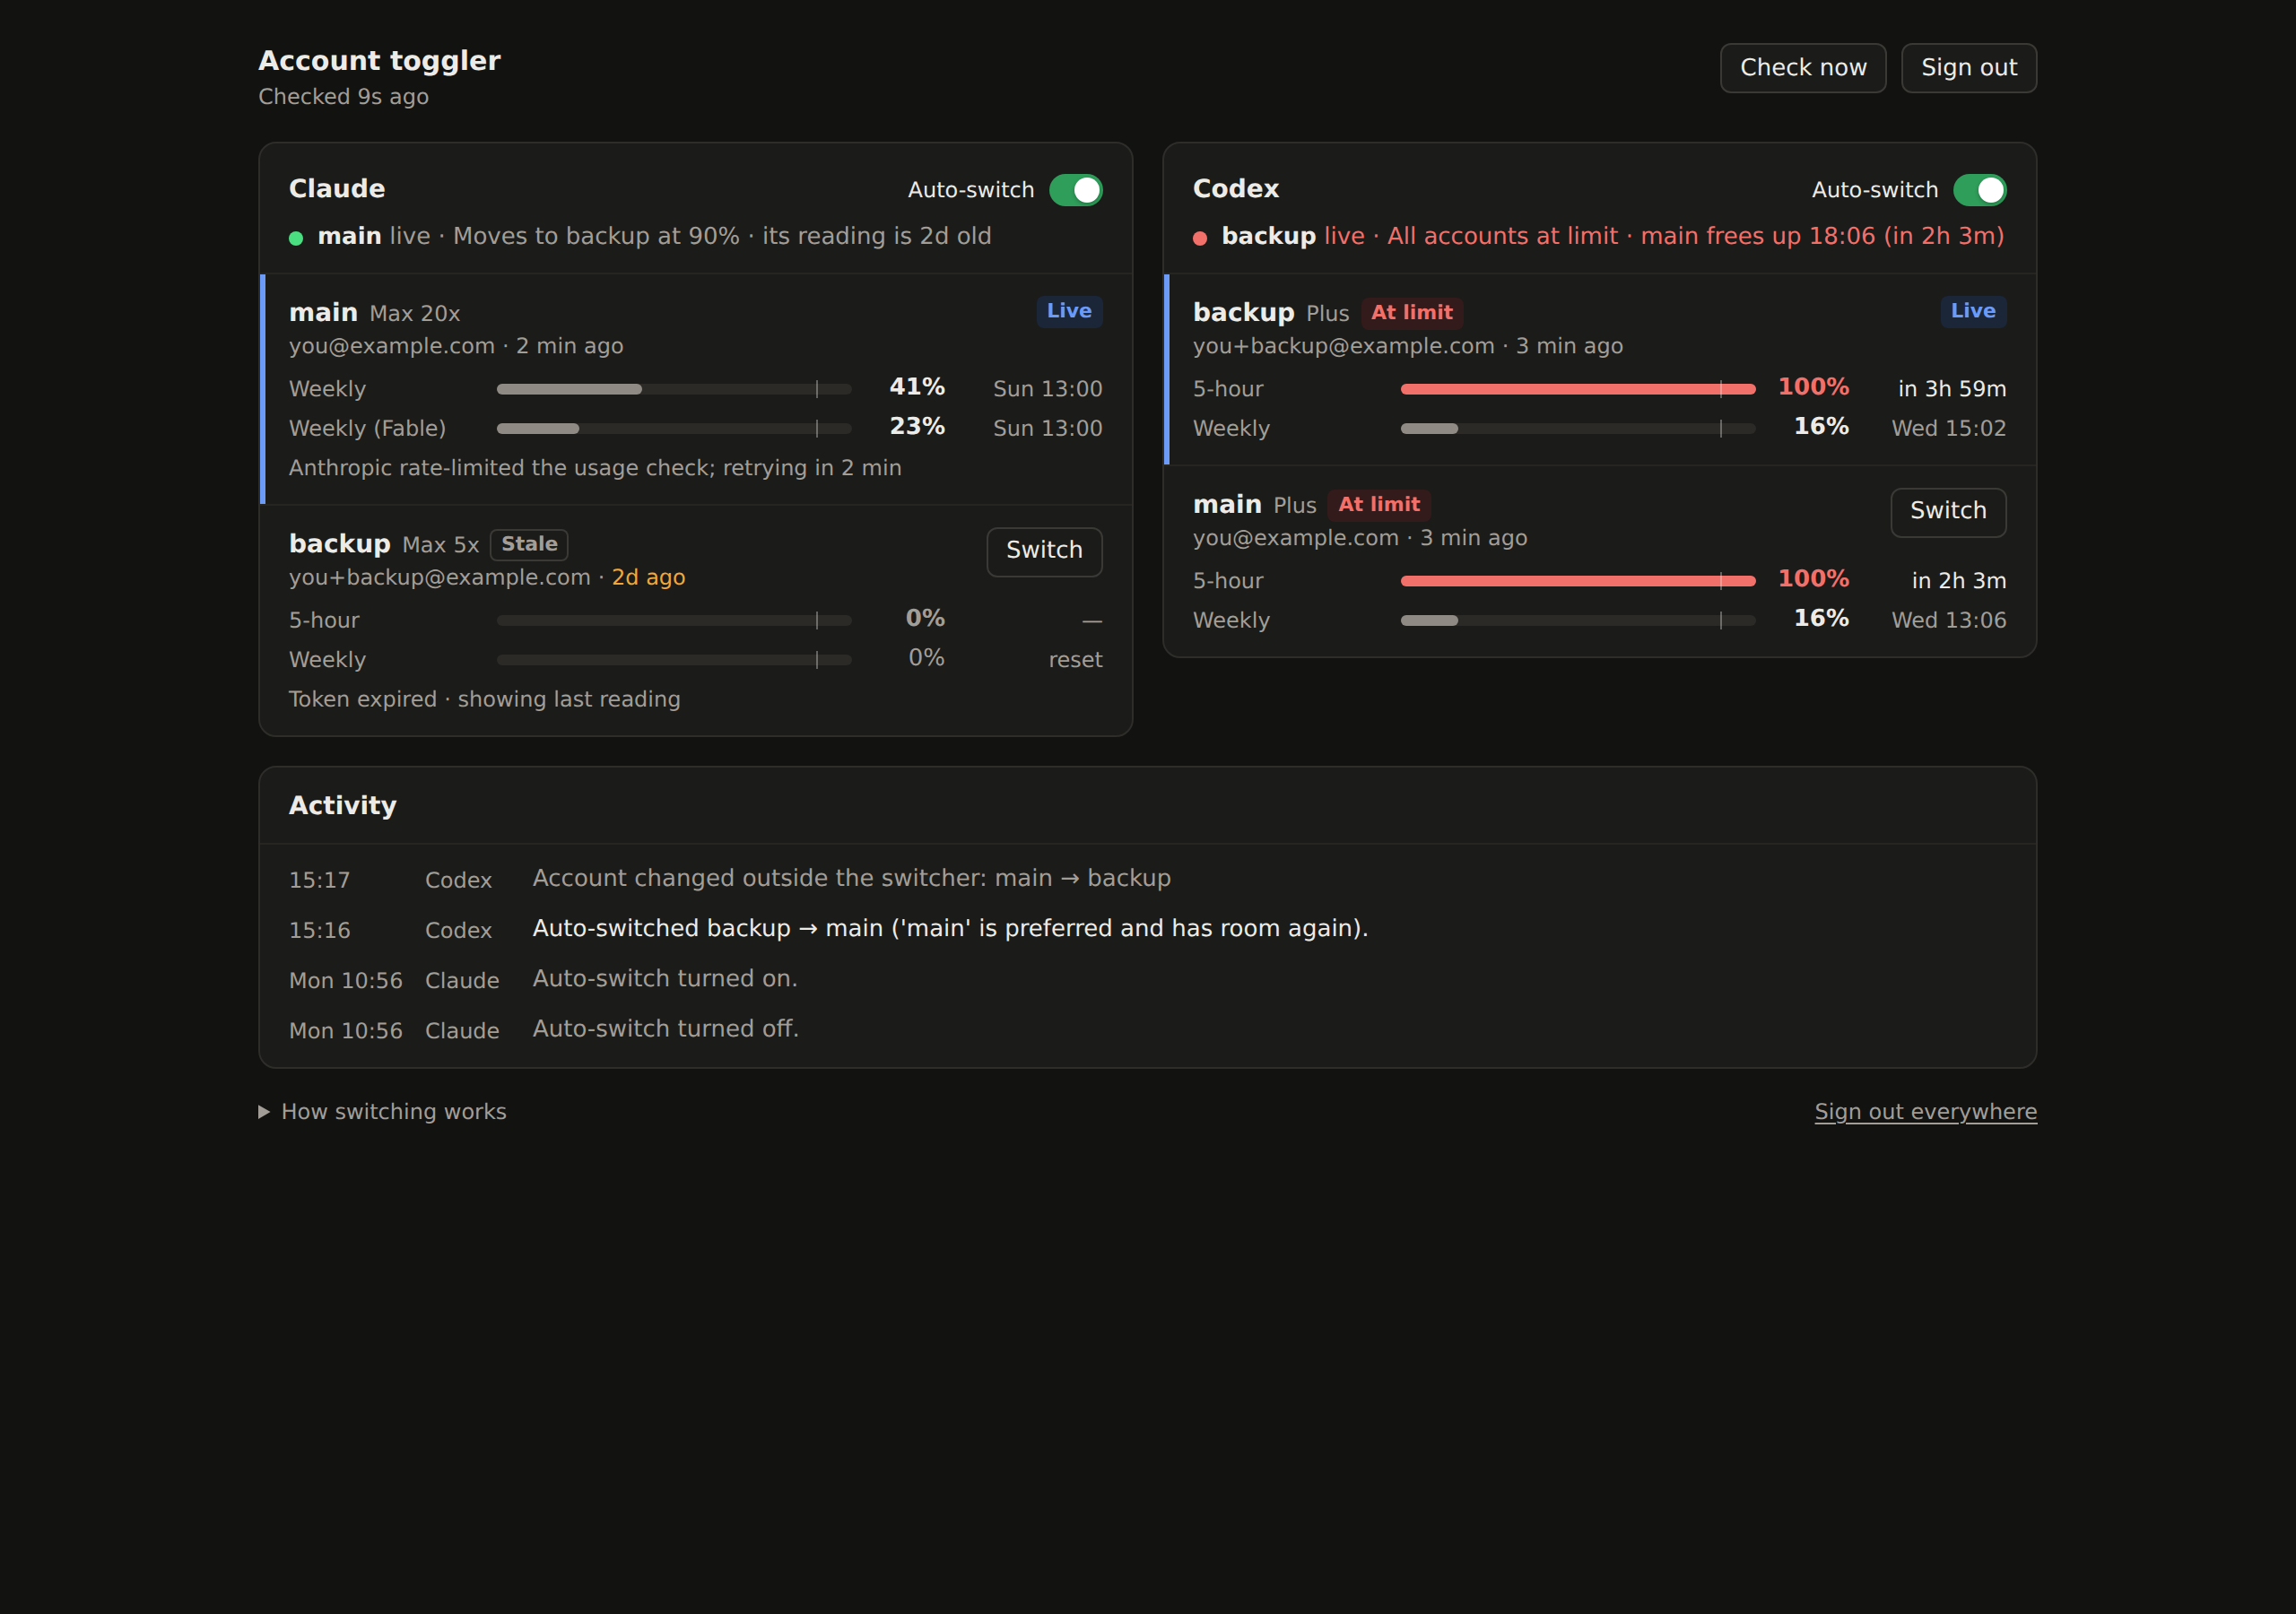 Account toggler
Checked 9s ago
Check now
Sign out
Claude
Auto-switch
main live · Moves to backup at 90% · its reading is 2d old
main Max 20x
Live
you@example.com · 2 min ago
Weekly 41% Sun 13:00
Weekly (Fable) 23% Sun 13:00
Anthropic rate-limited the usage check; retrying in 2 min
backup Max 5x Stale
Switch
you+backup@example.com · 2d ago
5-hour 0% —
Weekly 0% reset
Token expired · showing last reading
Codex
Auto-switch
backup live · All accounts at limit · main frees up 18:06 (in 2h 3m)
backup Plus At limit
Live
you+backup@example.com · 3 min ago
5-hour 100% in 3h 59m
Weekly 16% Wed 15:02
main Plus At limit
Switch
you@example.com · 3 min ago
5-hour 100% in 2h 3m
Weekly 16% Wed 13:06
Activity
15:17 Codex Account changed outside the switcher: main → backup
15:16 Codex Auto-switched backup → main ('main' is preferred and has room again).
Mon 10:56 Claude Auto-switch turned on.
Mon 10:56 Claude Auto-switch turned off.
How switching works
Sign out everywhere